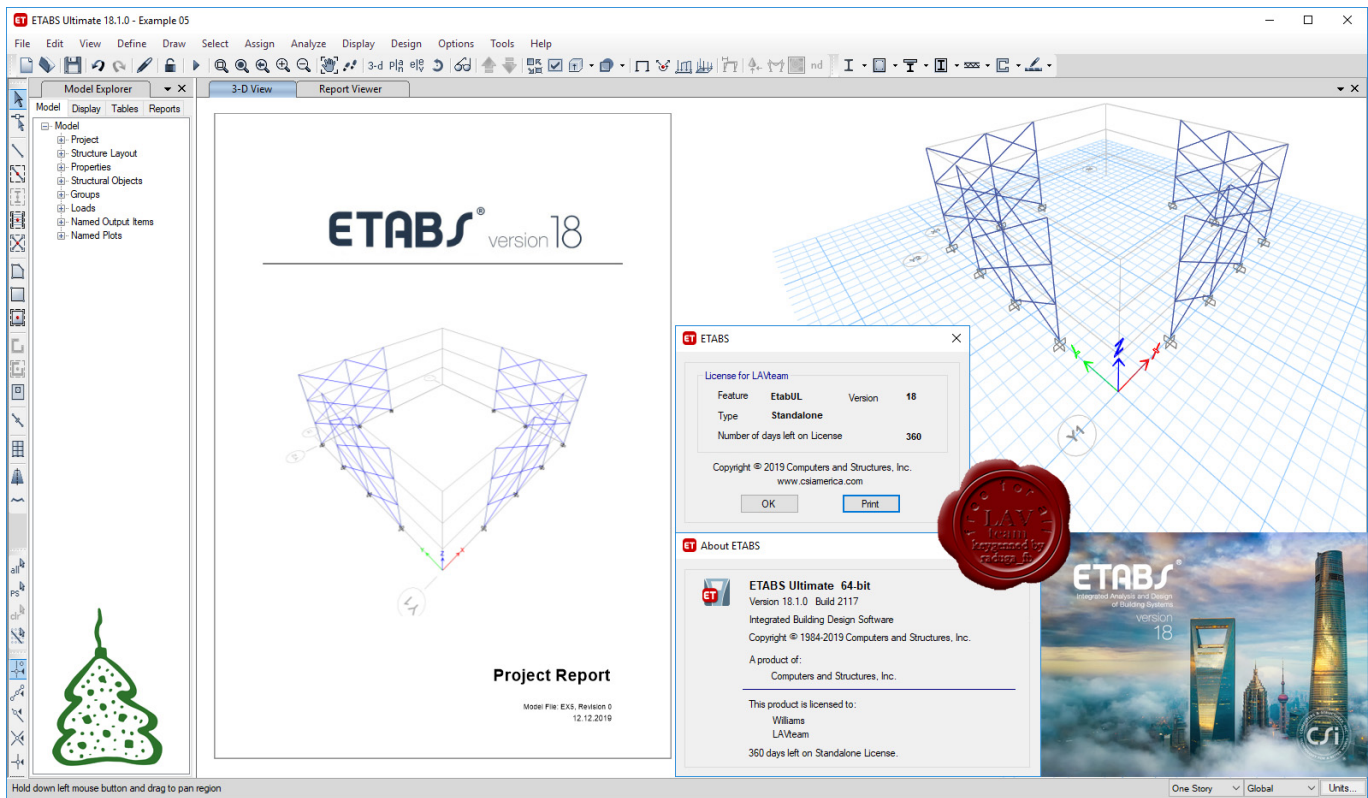 ETABS Ultimate 18.1.0 - Example 05
File Edit View Define Draw Select Assign Analyze Display Design Options Tools Help
3-d
nd
Model Explorer
3-D View
Report Viewer
Model Display Tables Reports
Model
Project
Structure Layout
Properties
Structural Objects
Groups
Loads
Named Output Items
Named Plots
all
ps
clr
ETABS® version 18
Project Report
Model File: EX5, Revision 0
12.12.2019
ETABS
License for LAVteam
Feature EtabUL Version 18
Type Standalone
Number of days left on License 360
Copyright © 2019 Computers and Structures, Inc.
www.csiamerica.com
OK Print
LAV
team
keygenned by
About ETABS
ETABS Ultimate 64-bit
Version 18.1.0 Build 2117
Integrated Building Design Software
Copyright © 1984-2019 Computers and Structures, Inc.
A product of:
Computers and Structures, Inc.
This product is licensed to:
Williams
LAVteam
360 days left on Standalone License.
ETABS®
Integrated Analysis and Design
of Building Systems
version
18
CSi
Hold down left mouse button and drag to pan region
One Story Global Units...